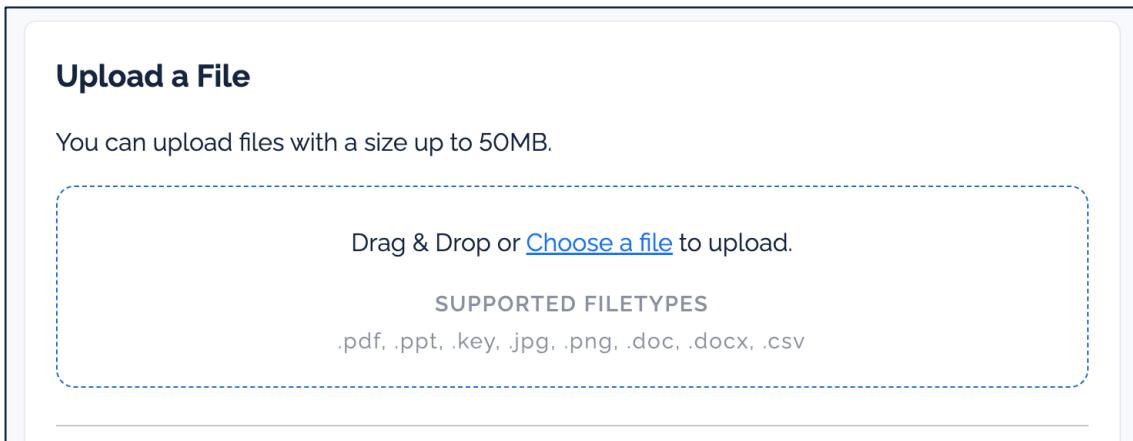 Upload a File
You can upload files with a size up to 50MB.
Drag & Drop or Choose a file to upload.
SUPPORTED FILETYPES
.pdf, .ppt, .key, .jpg, .png, .doc, .docx, .csv